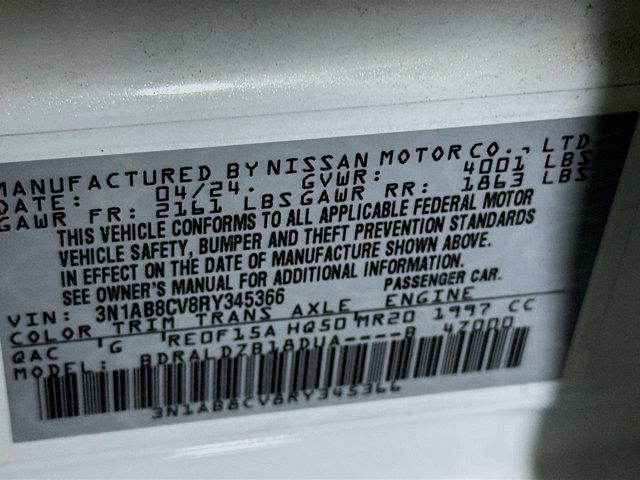 MANUFACTURED BY NISSAN MOTOR CO., LTD
DATE: 04/24. GVWR: 4001 LBS
GAWR FR: 2161 LBS GAWR RR: 1863 LBS
THIS VEHICLE CONFORMS TO ALL APPLICABLE FEDERAL MOTOR
VEHICLE SAFETY, BUMPER AND THEFT PREVENTION STANDARDS
IN EFFECT ON THE DATE OF MANUFACTURE SHOWN ABOVE.
SEE OWNER'S MANUAL FOR ADDITIONAL INFORMATION.
PASSENGER CAR.
VIN: 3N1AB8CV8RY345366
COLOR TRIM TRANS AXLE ENGINE
QAC G RE0F15A HQ50 MR20 1997 CC
MODEL: BDRALDZB18DUA----B 4Z000
3N1AB8CV8RY345366